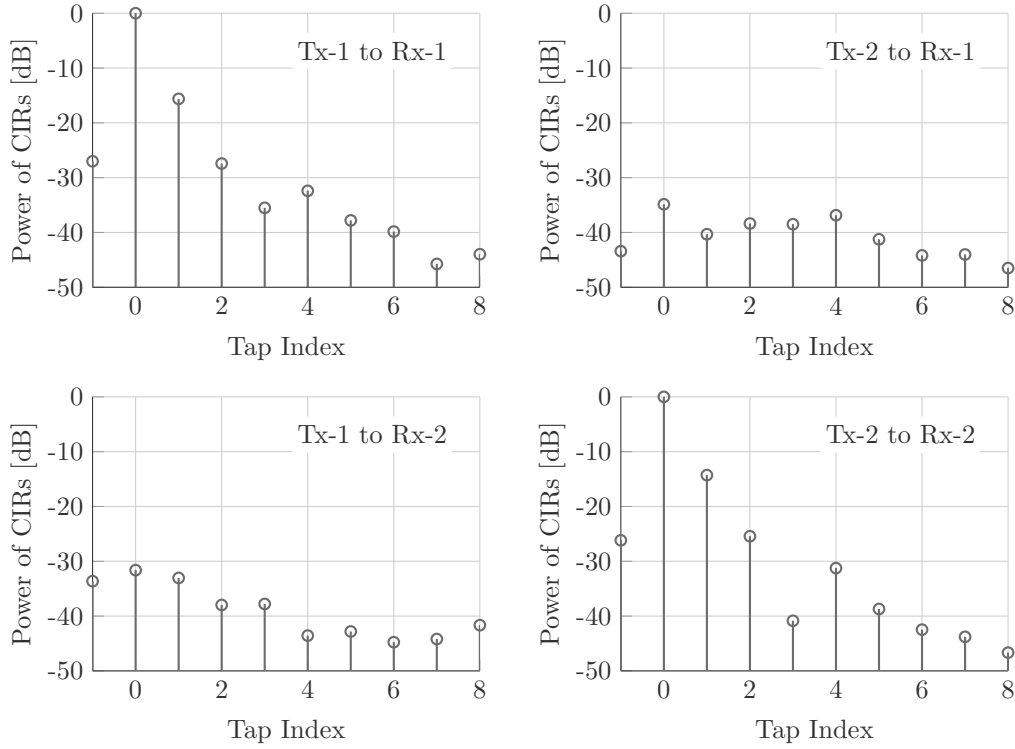 0
-10
-20
-30
-40
-50
Power of CIRs [dB]
Tx-1 to Rx-1
0 2 4 6 8
Tap Index
0
-10
-20
-30
-40
-50
Power of CIRs [dB]
Tx-2 to Rx-1
0 2 4 6 8
Tap Index
0
-10
-20
-30
-40
-50
Power of CIRs [dB]
Tx-1 to Rx-2
0 2 4 6 8
Tap Index
0
-10
-20
-30
-40
-50
Power of CIRs [dB]
Tx-2 to Rx-2
0 2 4 6 8
Tap Index